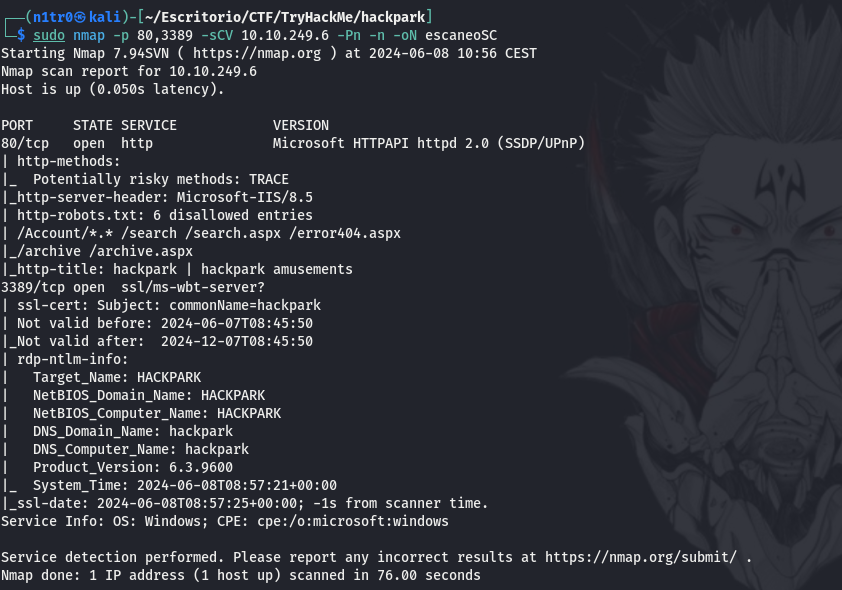 ┌──(n1tr0㉿kali)-[~/Escritorio/CTF/TryHackMe/hackpark]
└─$ sudo nmap -p 80,3389 -sCV 10.10.249.6 -Pn -n -oN escaneoSC
Starting Nmap 7.94SVN ( https://nmap.org ) at 2024-06-08 10:56 CEST
Nmap scan report for 10.10.249.6
Host is up (0.050s latency).

PORT     STATE SERVICE            VERSION
80/tcp   open  http               Microsoft HTTPAPI httpd 2.0 (SSDP/UPnP)
| http-methods:
|_  Potentially risky methods: TRACE
|_http-server-header: Microsoft-IIS/8.5
| http-robots.txt: 6 disallowed entries
| /Account/*.* /search /search.aspx /error404.aspx
|_/archive /archive.aspx
|_http-title: hackpark | hackpark amusements
3389/tcp open  ssl/ms-wbt-server?
| ssl-cert: Subject: commonName=hackpark
| Not valid before: 2024-06-07T08:45:50
|_Not valid after:  2024-12-07T08:45:50
| rdp-ntlm-info:
|   Target_Name: HACKPARK
|   NetBIOS_Domain_Name: HACKPARK
|   NetBIOS_Computer_Name: HACKPARK
|   DNS_Domain_Name: hackpark
|   DNS_Computer_Name: hackpark
|   Product_Version: 6.3.9600
|_  System_Time: 2024-06-08T08:57:21+00:00
|_ssl-date: 2024-06-08T08:57:25+00:00; -1s from scanner time.
Service Info: OS: Windows; CPE: cpe:/o:microsoft:windows

Service detection performed. Please report any incorrect results at https://nmap.org/submit/ .
Nmap done: 1 IP address (1 host up) scanned in 76.00 seconds